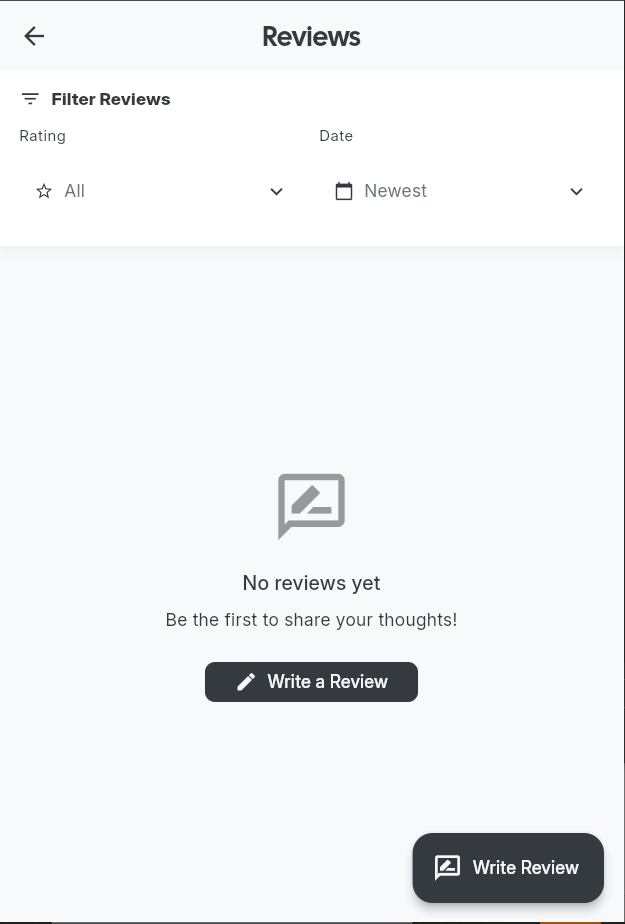 Reviews
Filter Reviews
Rating Date
All Newest
No reviews yet
Be the first to share your thoughts!
Write a Review
Write Review